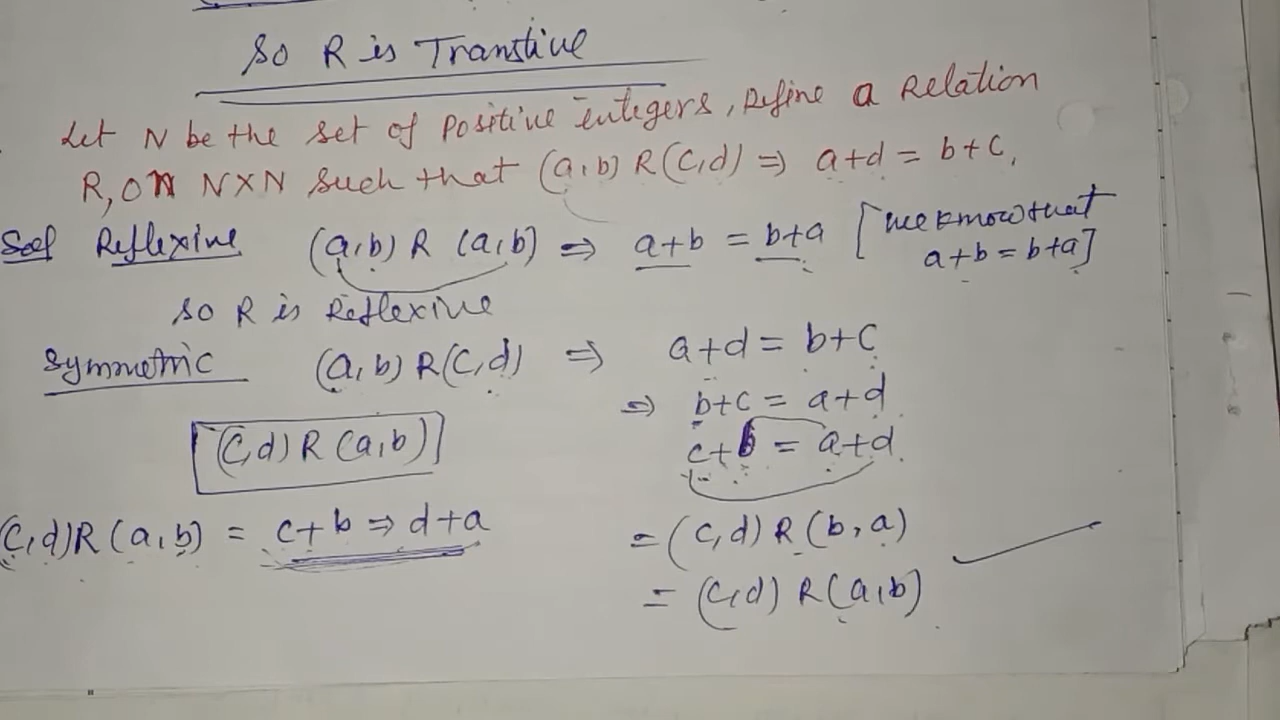 So R is Transtive
Let N be the set of Positive integers, Define a Relation
R, on N×N such that (a,b) R (c,d) ⇒ a+d = b+c,
Sol Reflexive (a,b) R (a,b) ⇒ a+b = b+a [we know that
a+b = b+a]
So R is Reflexive
Symmetric (a,b) R (c,d) ⇒ a+d = b+c
⇒ b+c = a+d
[(c,d) R (a,b)] c+b = a+d
(c,d) R (a,b) = c+b ⇒ d+a = (c,d) R (b,a)
= (c,d) R (a,b)